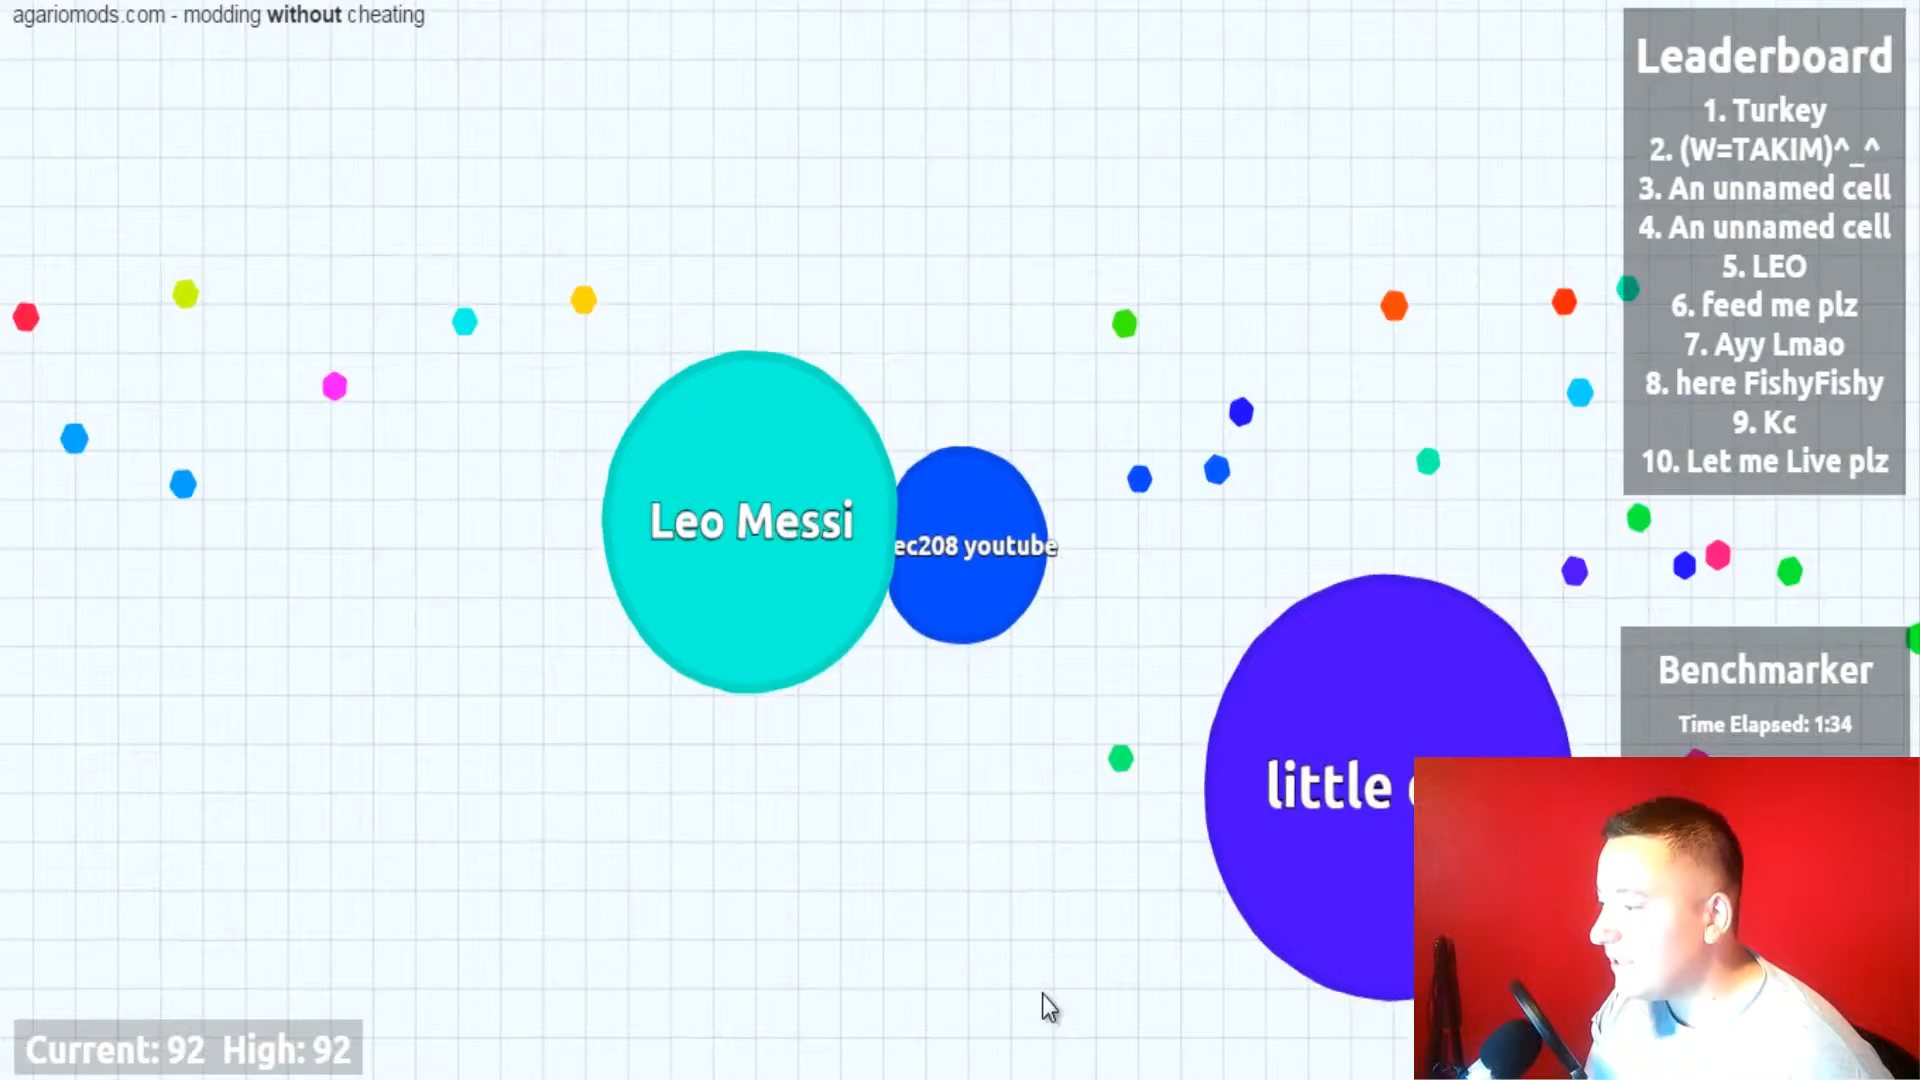 agariomods.com - modding without cheating
Leaderboard
1. Turkey
2. (W=TAKIM)^_^
3. An unnamed cell
4. An unnamed cell
5. LEO
6. feed me plz
7. Ayy Lmao
8. here FishyFishy
9. Kc
10. Let me Live plz
Leo Messi
ec208 youtube
Benchmarker
Time Elapsed: 1:34
little
Current: 92 High: 92